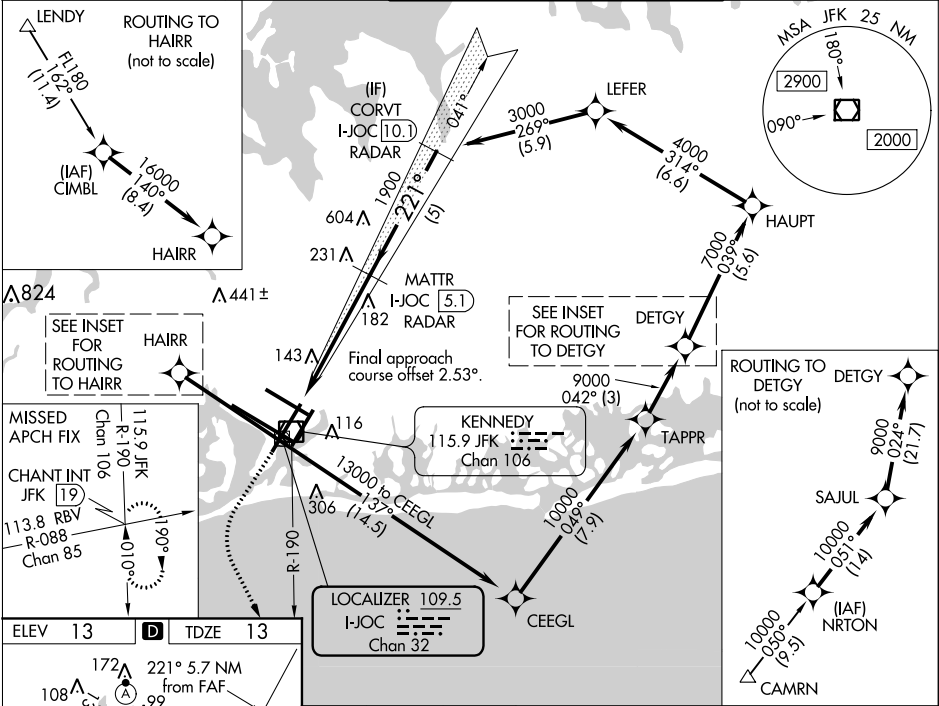 LENDY
ROUTING TO
HAIRR
(not to scale)
FL180
162°
(11.4)
(IAF)
CIMBL
16000
140°
(8.4)
HAIRR
(IF)
CORVT
I-JOC 10.1
RADAR
041°
1900
221°
(5)
3000
269°
(5.9)
LEFER
4000
314°
(6.6)
HAUPT
7000
039°
(5.6)
MSA JFK 25 NM
180°
2900
090°
2000
604
231
MATTR
I-JOC 5.1
RADAR
182
824
441±
SEE INSET
FOR
ROUTING
TO HAIRR
HAIRR
143
Final approach
course offset 2.53°.
SEE INSET
FOR ROUTING
TO DETGY
DETGY
9000
042° (3)
TAPPR
KENNEDY
115.9 JFK
Chan 106
116
306
13000 to CEEGL
137°
(14.5)
10000
049°
(7.9)
CEEGL
R-190
LOCALIZER 109.5
I-JOC
Chan 32
MISSED
APCH FIX
115.9 JFK
R-190
Chan 106
CHANT INT
JFK 19
113.8 RBV
R-088
Chan 85
010°
190°
ROUTING TO
DETGY
(not to scale)
DETGY
9000
024°
(21.7)
SAJUL
10000
051°
(14)
(IAF)
NRTON
10000
050°
(9.5)
CAMRN
ELEV 13 D TDZE 13
172
A
221° 5.7 NM
from FAF
108
99